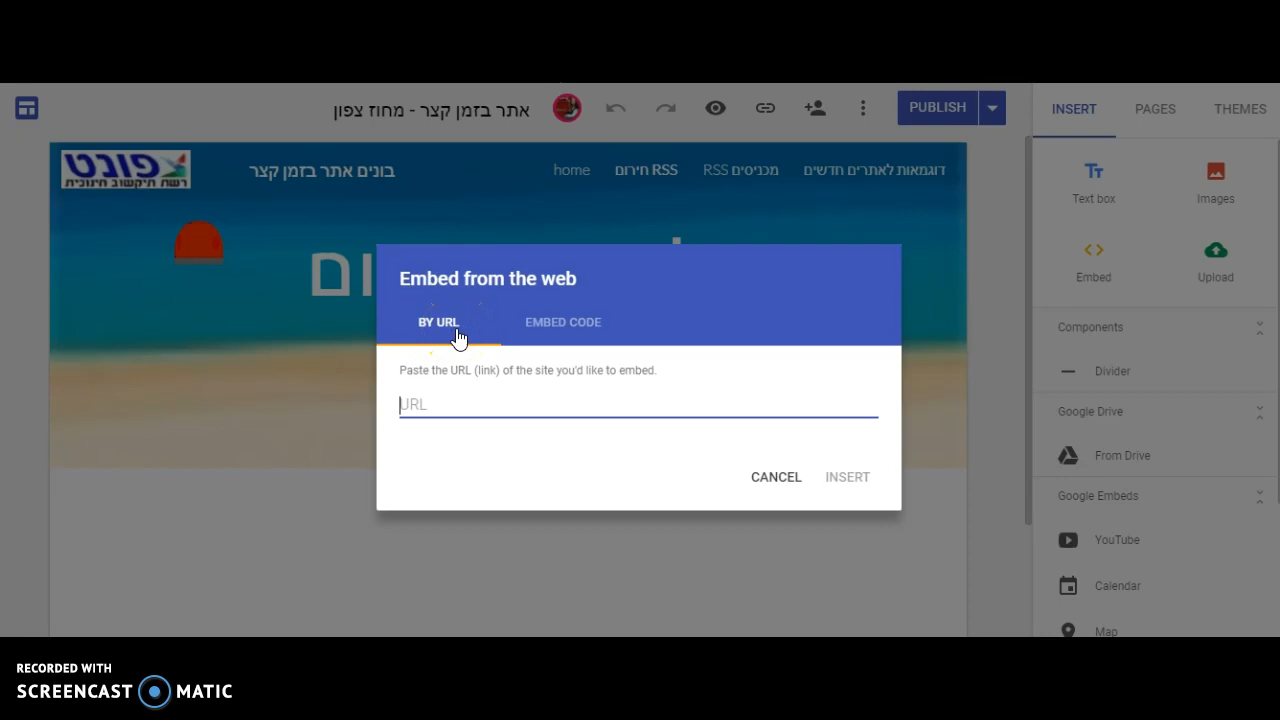 אתר בזמן קצר - מחוז צפון
PUBLISH
INSERT
PAGES
THEMES
פונט
רשת תיקשוב חינוכית
בונים אתר בזמן קצר
home
RSS חירום
מכניסים RSS
דוגמאות לאתרים חדשים
Text box
Images
Embed
Upload
Components
Divider
Google Drive
From Drive
Google Embeds
YouTube
Calendar
Map
Embed from the web
BY URL
EMBED CODE
Paste the URL (link) of the site you'd like to embed.
URL
CANCEL
INSERT
RECORDED WITH
SCREENCAST MATIC